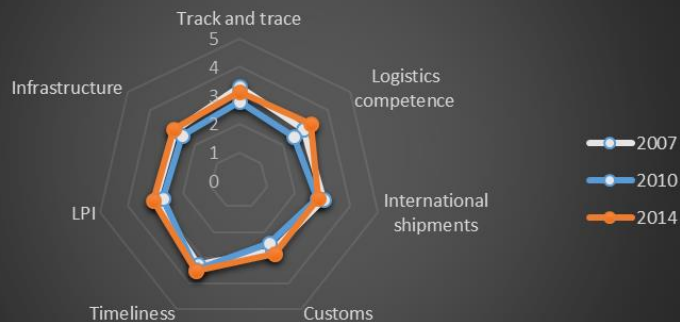 Track and trace
5
4
3
2
1
0
Logistics
competence
International
shipments
Customs
Timeliness
LPI
Infrastructure
2007
2010
2014